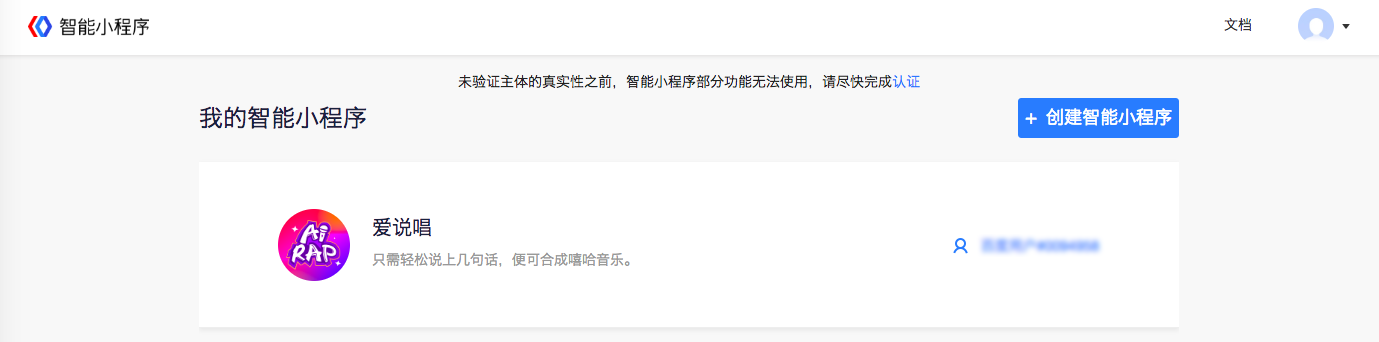 智能小程序
文档
未验证主体的真实性之前，智能小程序部分功能无法使用，请尽快完成认证
我的智能小程序
+ 创建智能小程序
Ai
RAP
爱说唱
只需轻松说上几句话，便可合成嘻哈音乐。